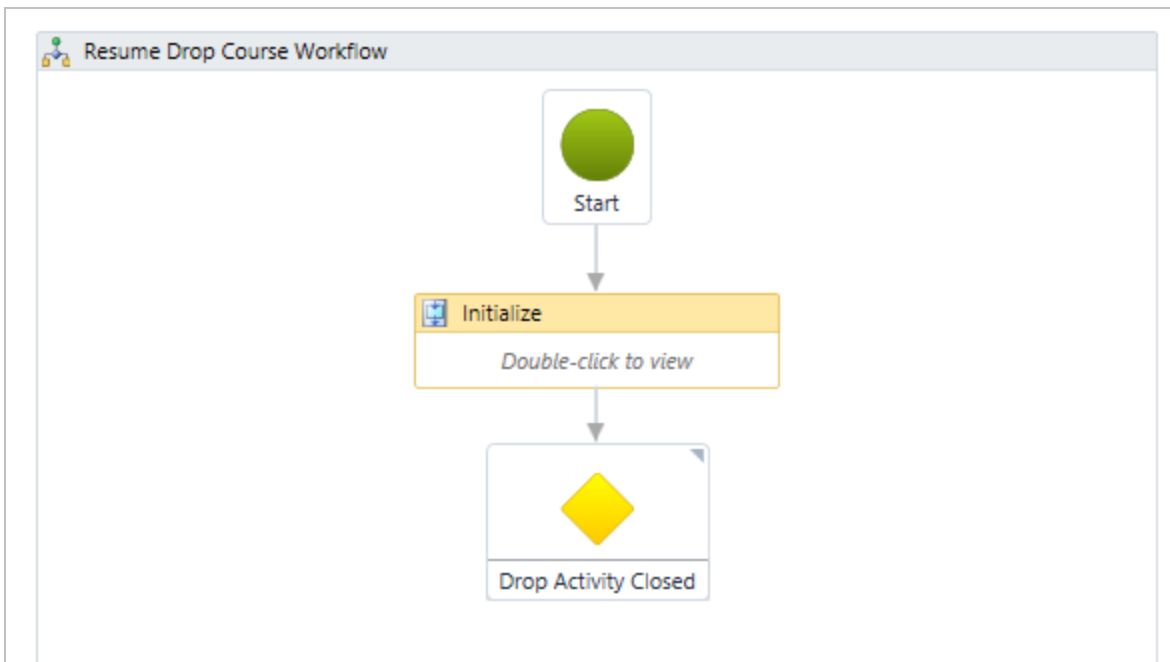 Resume Drop Course Workflow
Start
Initialize
Double-click to view
Drop Activity Closed